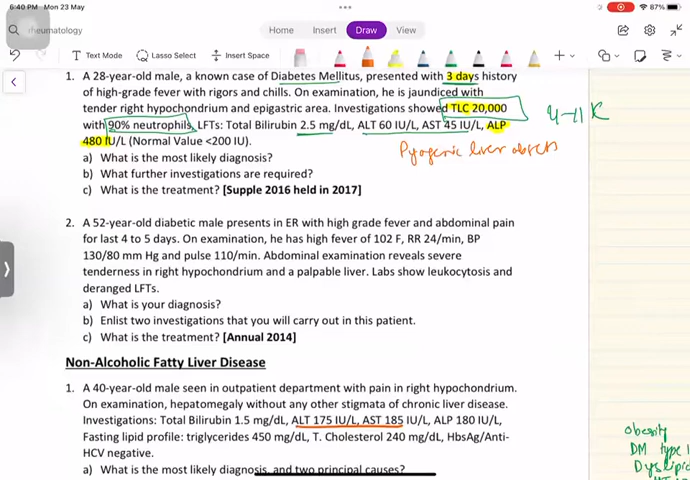 6:40 PM Mon 23 May
87%
rheumatology
Home Insert Draw View
Text Mode Lasso Select Insert Space
1. A 28-year-old male, a known case of Diabetes Mellitus, presented with 3 days history
of high-grade fever with rigors and chills. On examination, he is jaundiced with
tender right hypochondrium and epigastric area. Investigations showed TLC 20,000
with 90% neutrophils, LFTs: Total Bilirubin 2.5 mg/dL, ALT 60 IU/L, AST 45 IU/L, ALP
480 IU/L (Normal Value <200 IU).
4-11 K
Pyogenic liver
a) What is the most likely diagnosis?
b) What further investigations are required?
c) What is the treatment? [Supple 2016 held in 2017]
2. A 52-year-old diabetic male presents in ER with high grade fever and abdominal pain
for last 4 to 5 days. On examination, he has high fever of 102 F, RR 24/min, BP
130/80 mm Hg and pulse 110/min. Abdominal examination reveals severe
tenderness in right hypochondrium and a palpable liver. Labs show leukocytosis and
deranged LFTs.
a) What is your diagnosis?
b) Enlist two investigations that you will carry out in this patient.
c) What is the treatment? [Annual 2014]
Non-Alcoholic Fatty Liver Disease
1. A 40-year-old male seen in outpatient department with pain in right hypochondrium.
On examination, hepatomegaly without any other stigmata of chronic liver disease.
Investigations: Total Bilirubin 1.5 mg/dL, ALT 175 IU/L, AST 185 IU/L, ALP 180 IU/L,
Fasting lipid profile: triglycerides 450 mg/dL, T. Cholesterol 240 mg/dL, HbsAg/Anti-
HCV negative.
a) What is the most likely diagnosis, and two principal causes?
obesity
DM type
Dyslipid